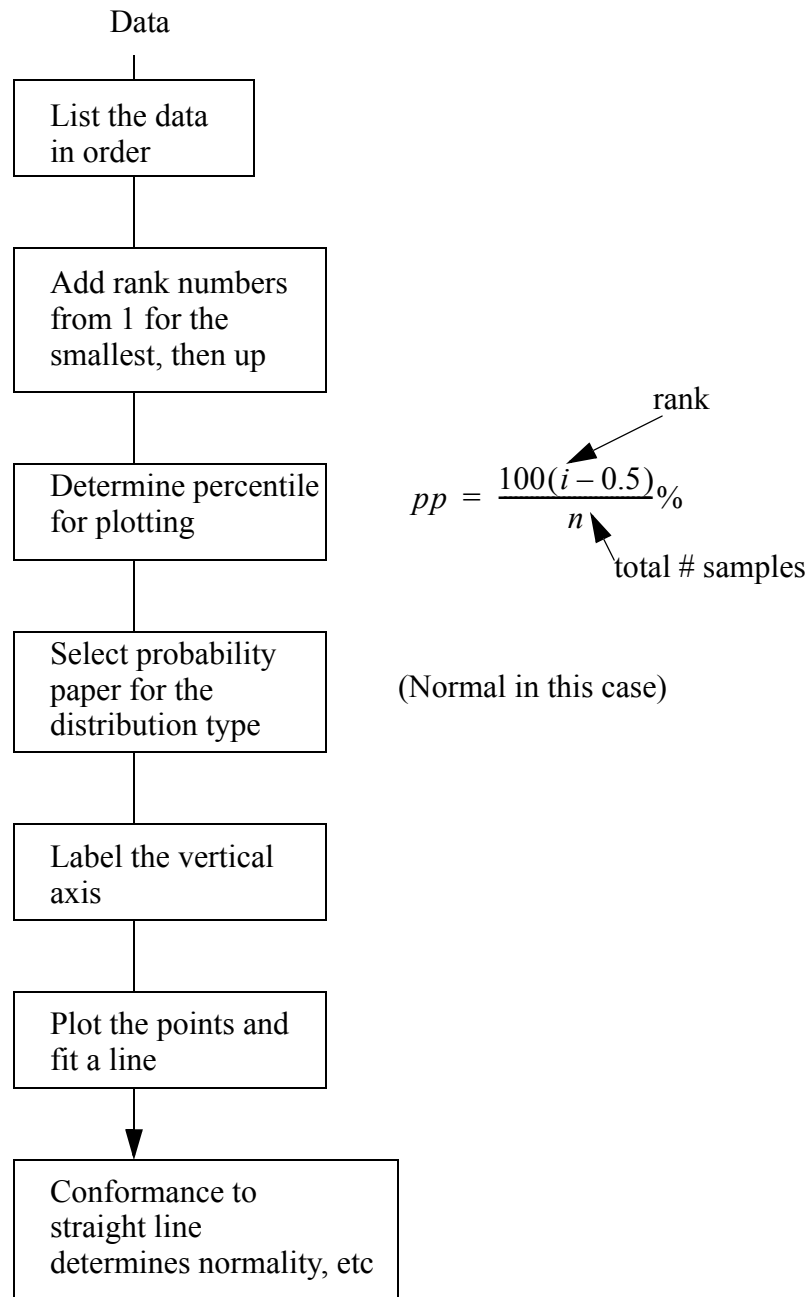 Data
List the data
in order
Add rank numbers
from 1 for the
smallest, then up
rank
Determine percentile
for plotting
pp = 100(i – 0.5)/n %
total # samples
Select probability
paper for the
distribution type
(Normal in this case)
Label the vertical
axis
Plot the points and
fit a line
Conformance to
straight line
determines normality, etc